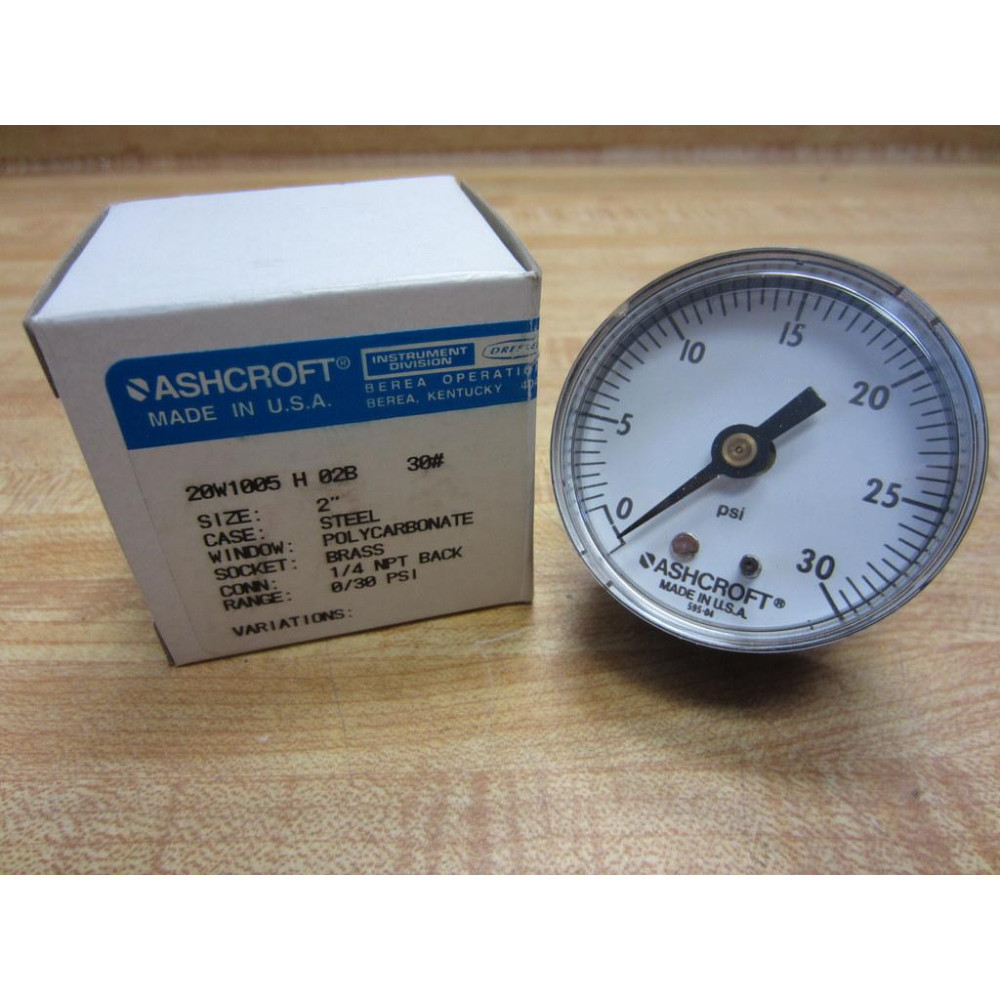 ASHCROFT®
MADE IN U.S.A.
INSTRUMENT
DIVISION
BEREA, KENTUCKY
20W1005 H 02B 30#
SIZE: 2"
CASE: STEEL
WINDOW: POLYCARBONATE
SOCKET: BRASS
CONN: 1/4 NPT BACK
RANGE: 0/30 PSI
VARIATIONS:
0
5
10
15
20
25
30
psi
ASHCROFT®
MADE IN U.S.A.
595-04